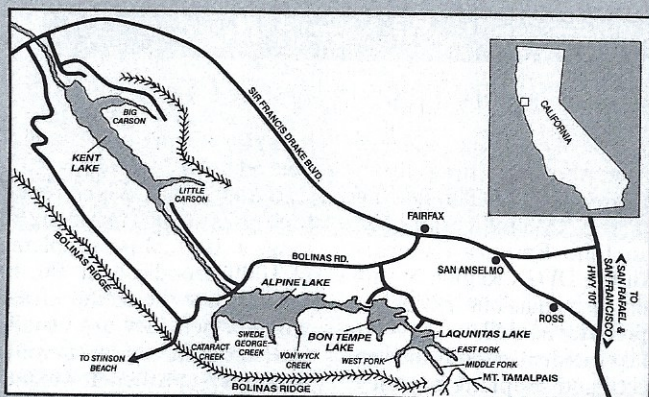 SIR FRANCIS DRAKE BLVD.
BIG
CARSON
KENT
LAKE
LITTLE
CARSON
BOLINAS RIDGE
CALIFORNIA
FAIRFAX
BOLINAS RD.
SAN ANSELMO
ROSS
HWY 101
TO
SAN RAFAEL &
SAN FRANCISCO
ALPINE LAKE
BON TEMPE
LAKE
LAQUNITAS LAKE
CATARACT
CREEK
SWEDE
GEORGE
CREEK
VON WYCK
CREEK
WEST FORK
EAST FORK
MIDDLE FORK
TO STINSON
BEACH
BOLINAS RIDGE
MT. TAMALPAIS